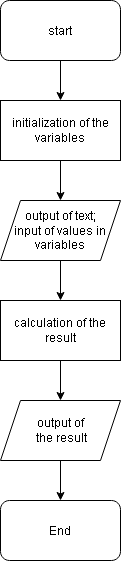 start
initialization of the
variables
output of text;
input of values in
variables
calculation of the
result
output of
the result
End